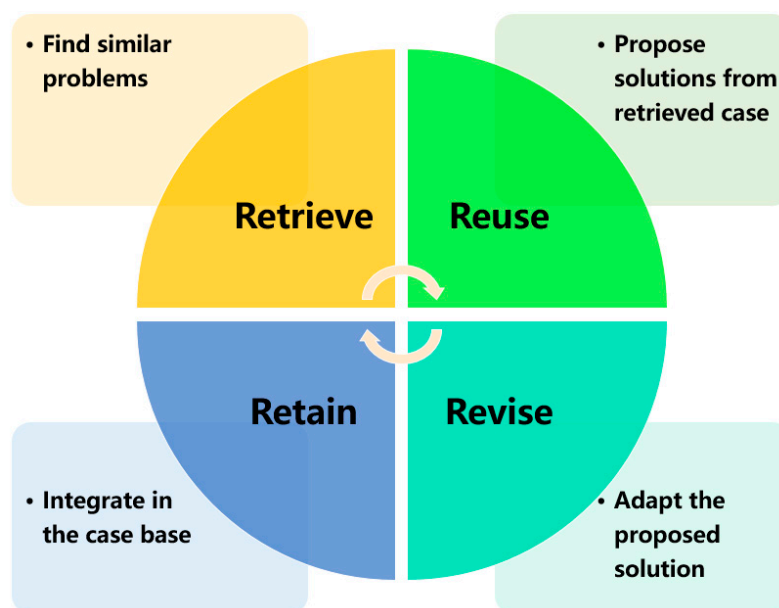 • Find similar
problems
• Propose
solutions from
retrieved case
Retrieve
Reuse
Retain
Revise
• Integrate in
the case base
• Adapt the
proposed
solution